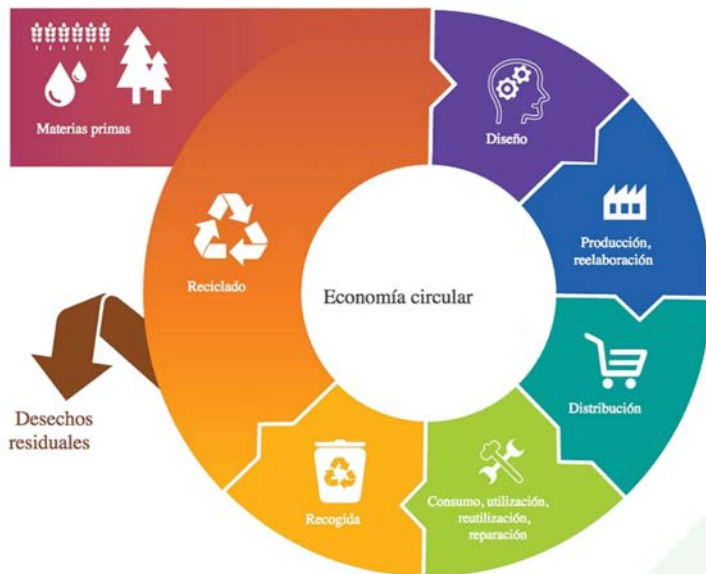 Materias primas
Diseño
Producción,
reelaboración
Reciclado
Economía circular
Distribución
Desechos
residuales
Consumo, utilización,
reutilización,
reparación
Recogida